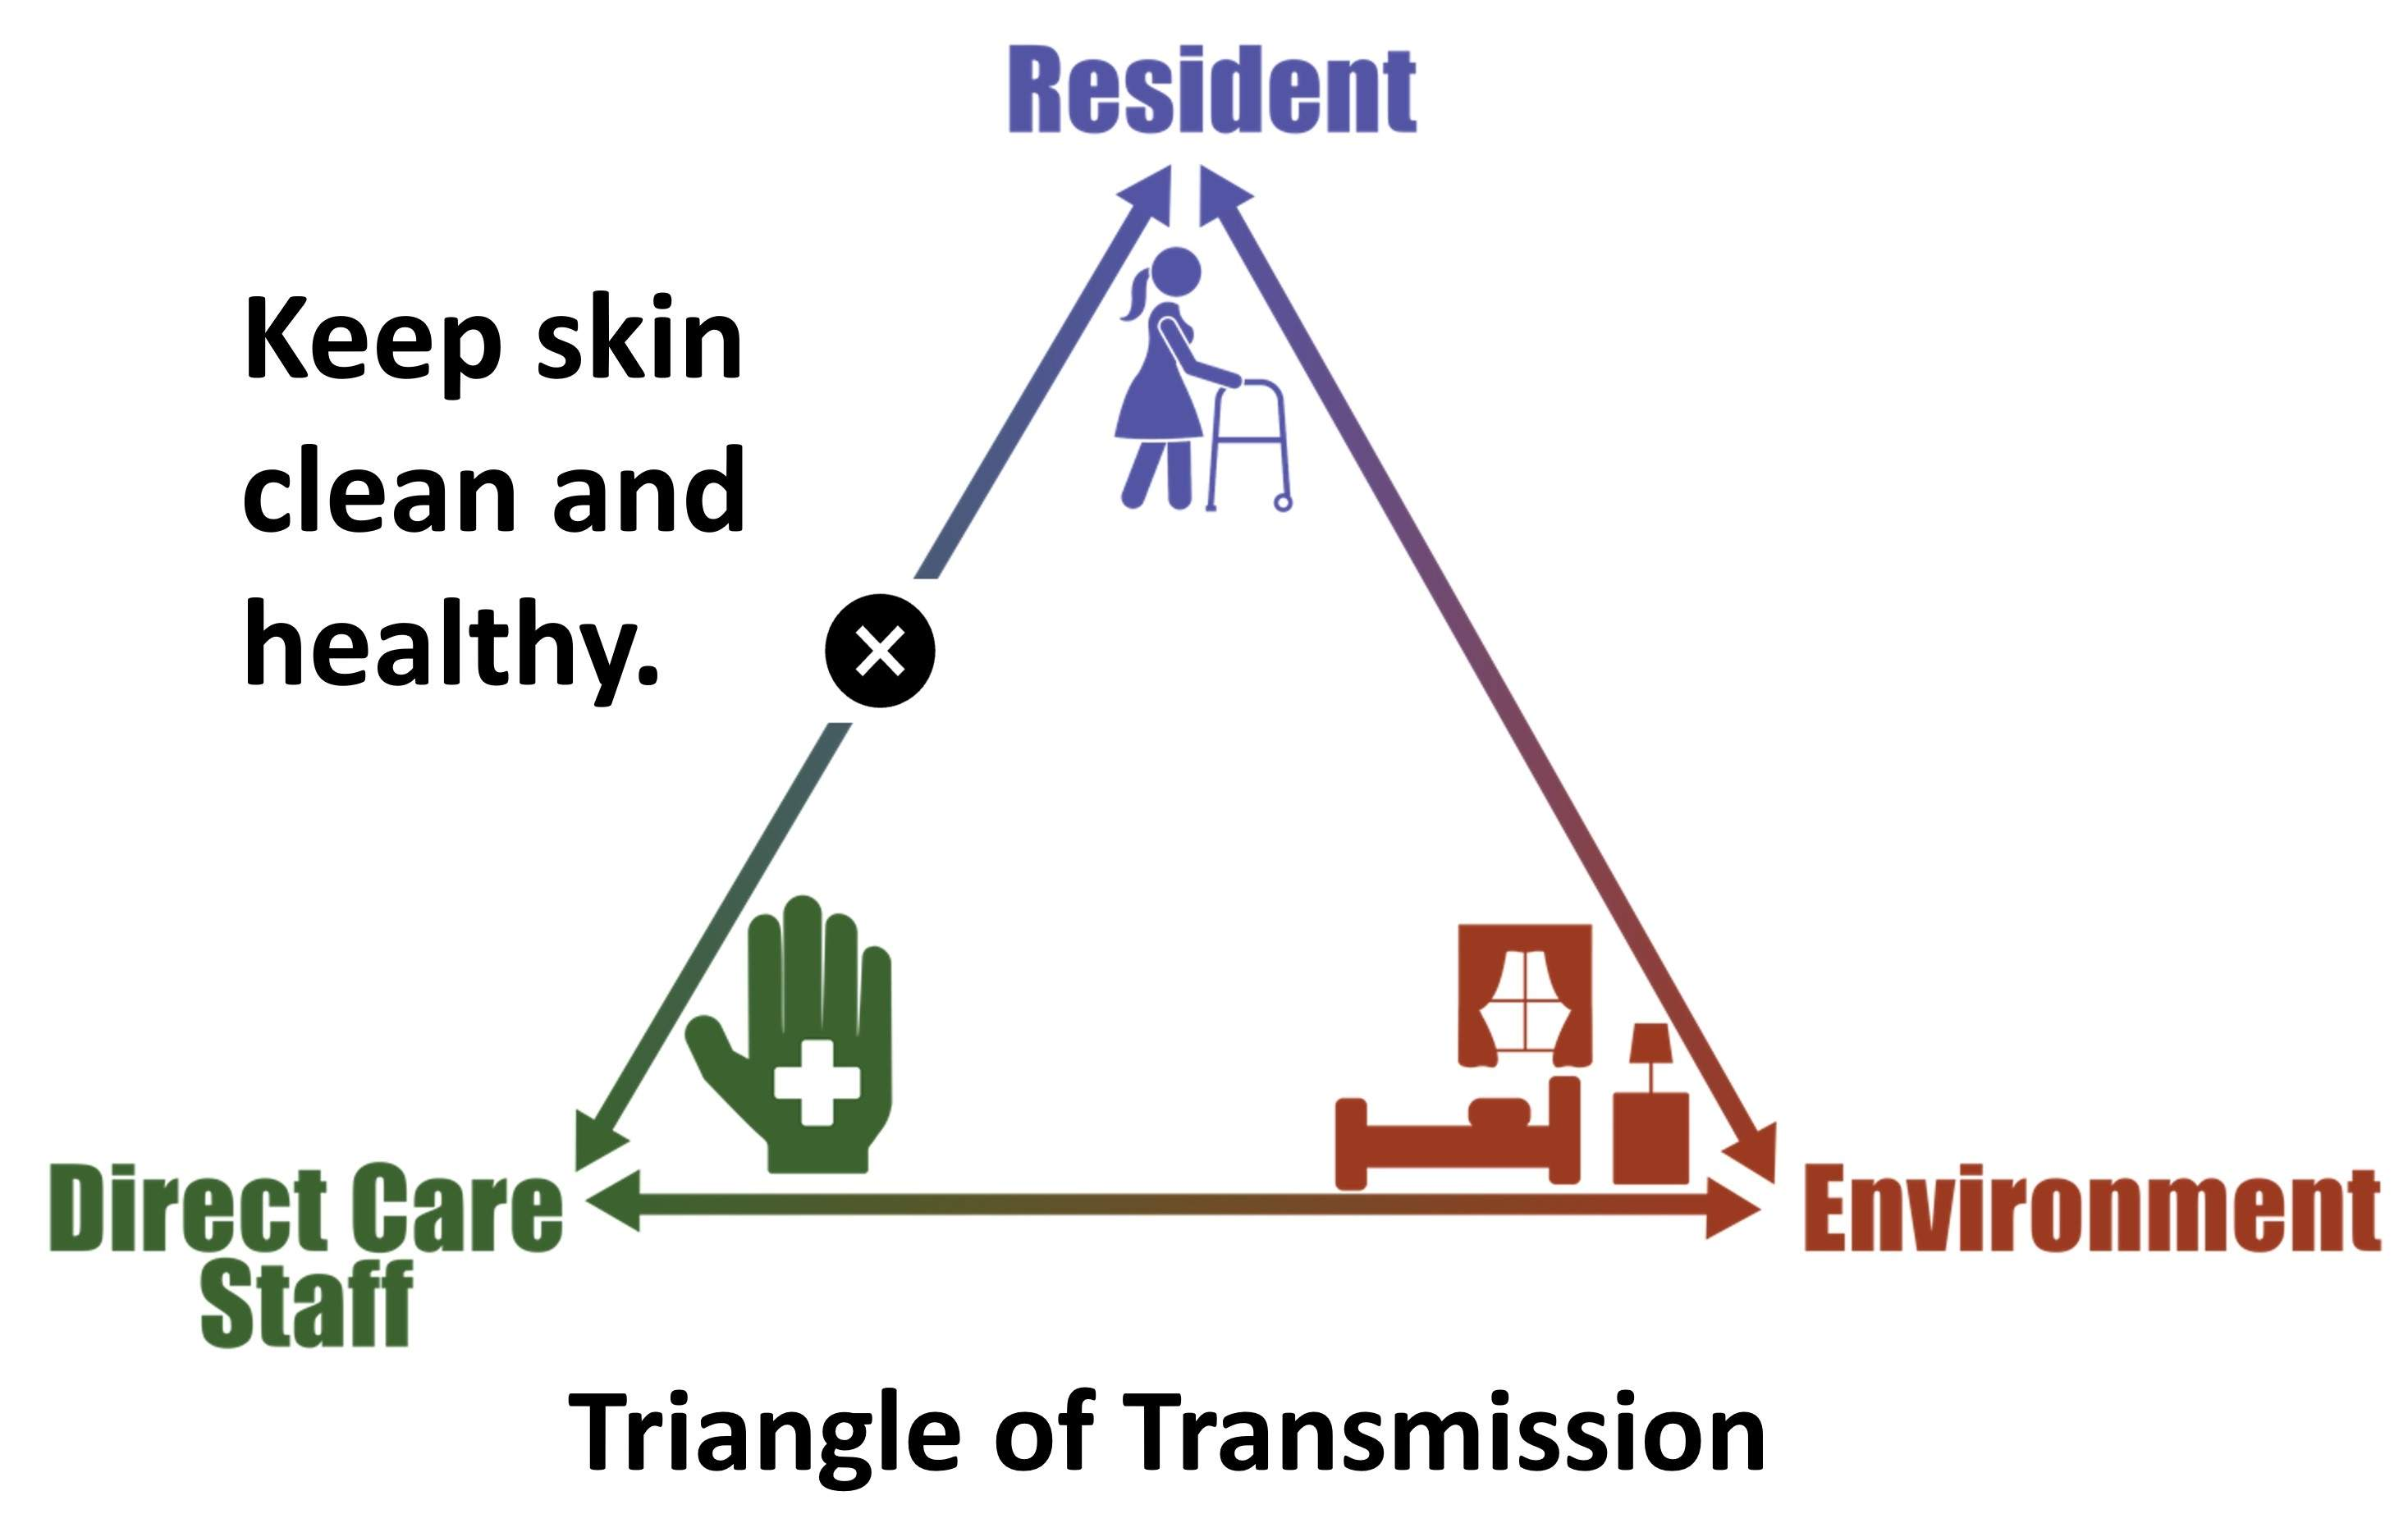 Resident
Keep skin
clean and
healthy.
Direct Care
Staff
Environment
Triangle of Transmission